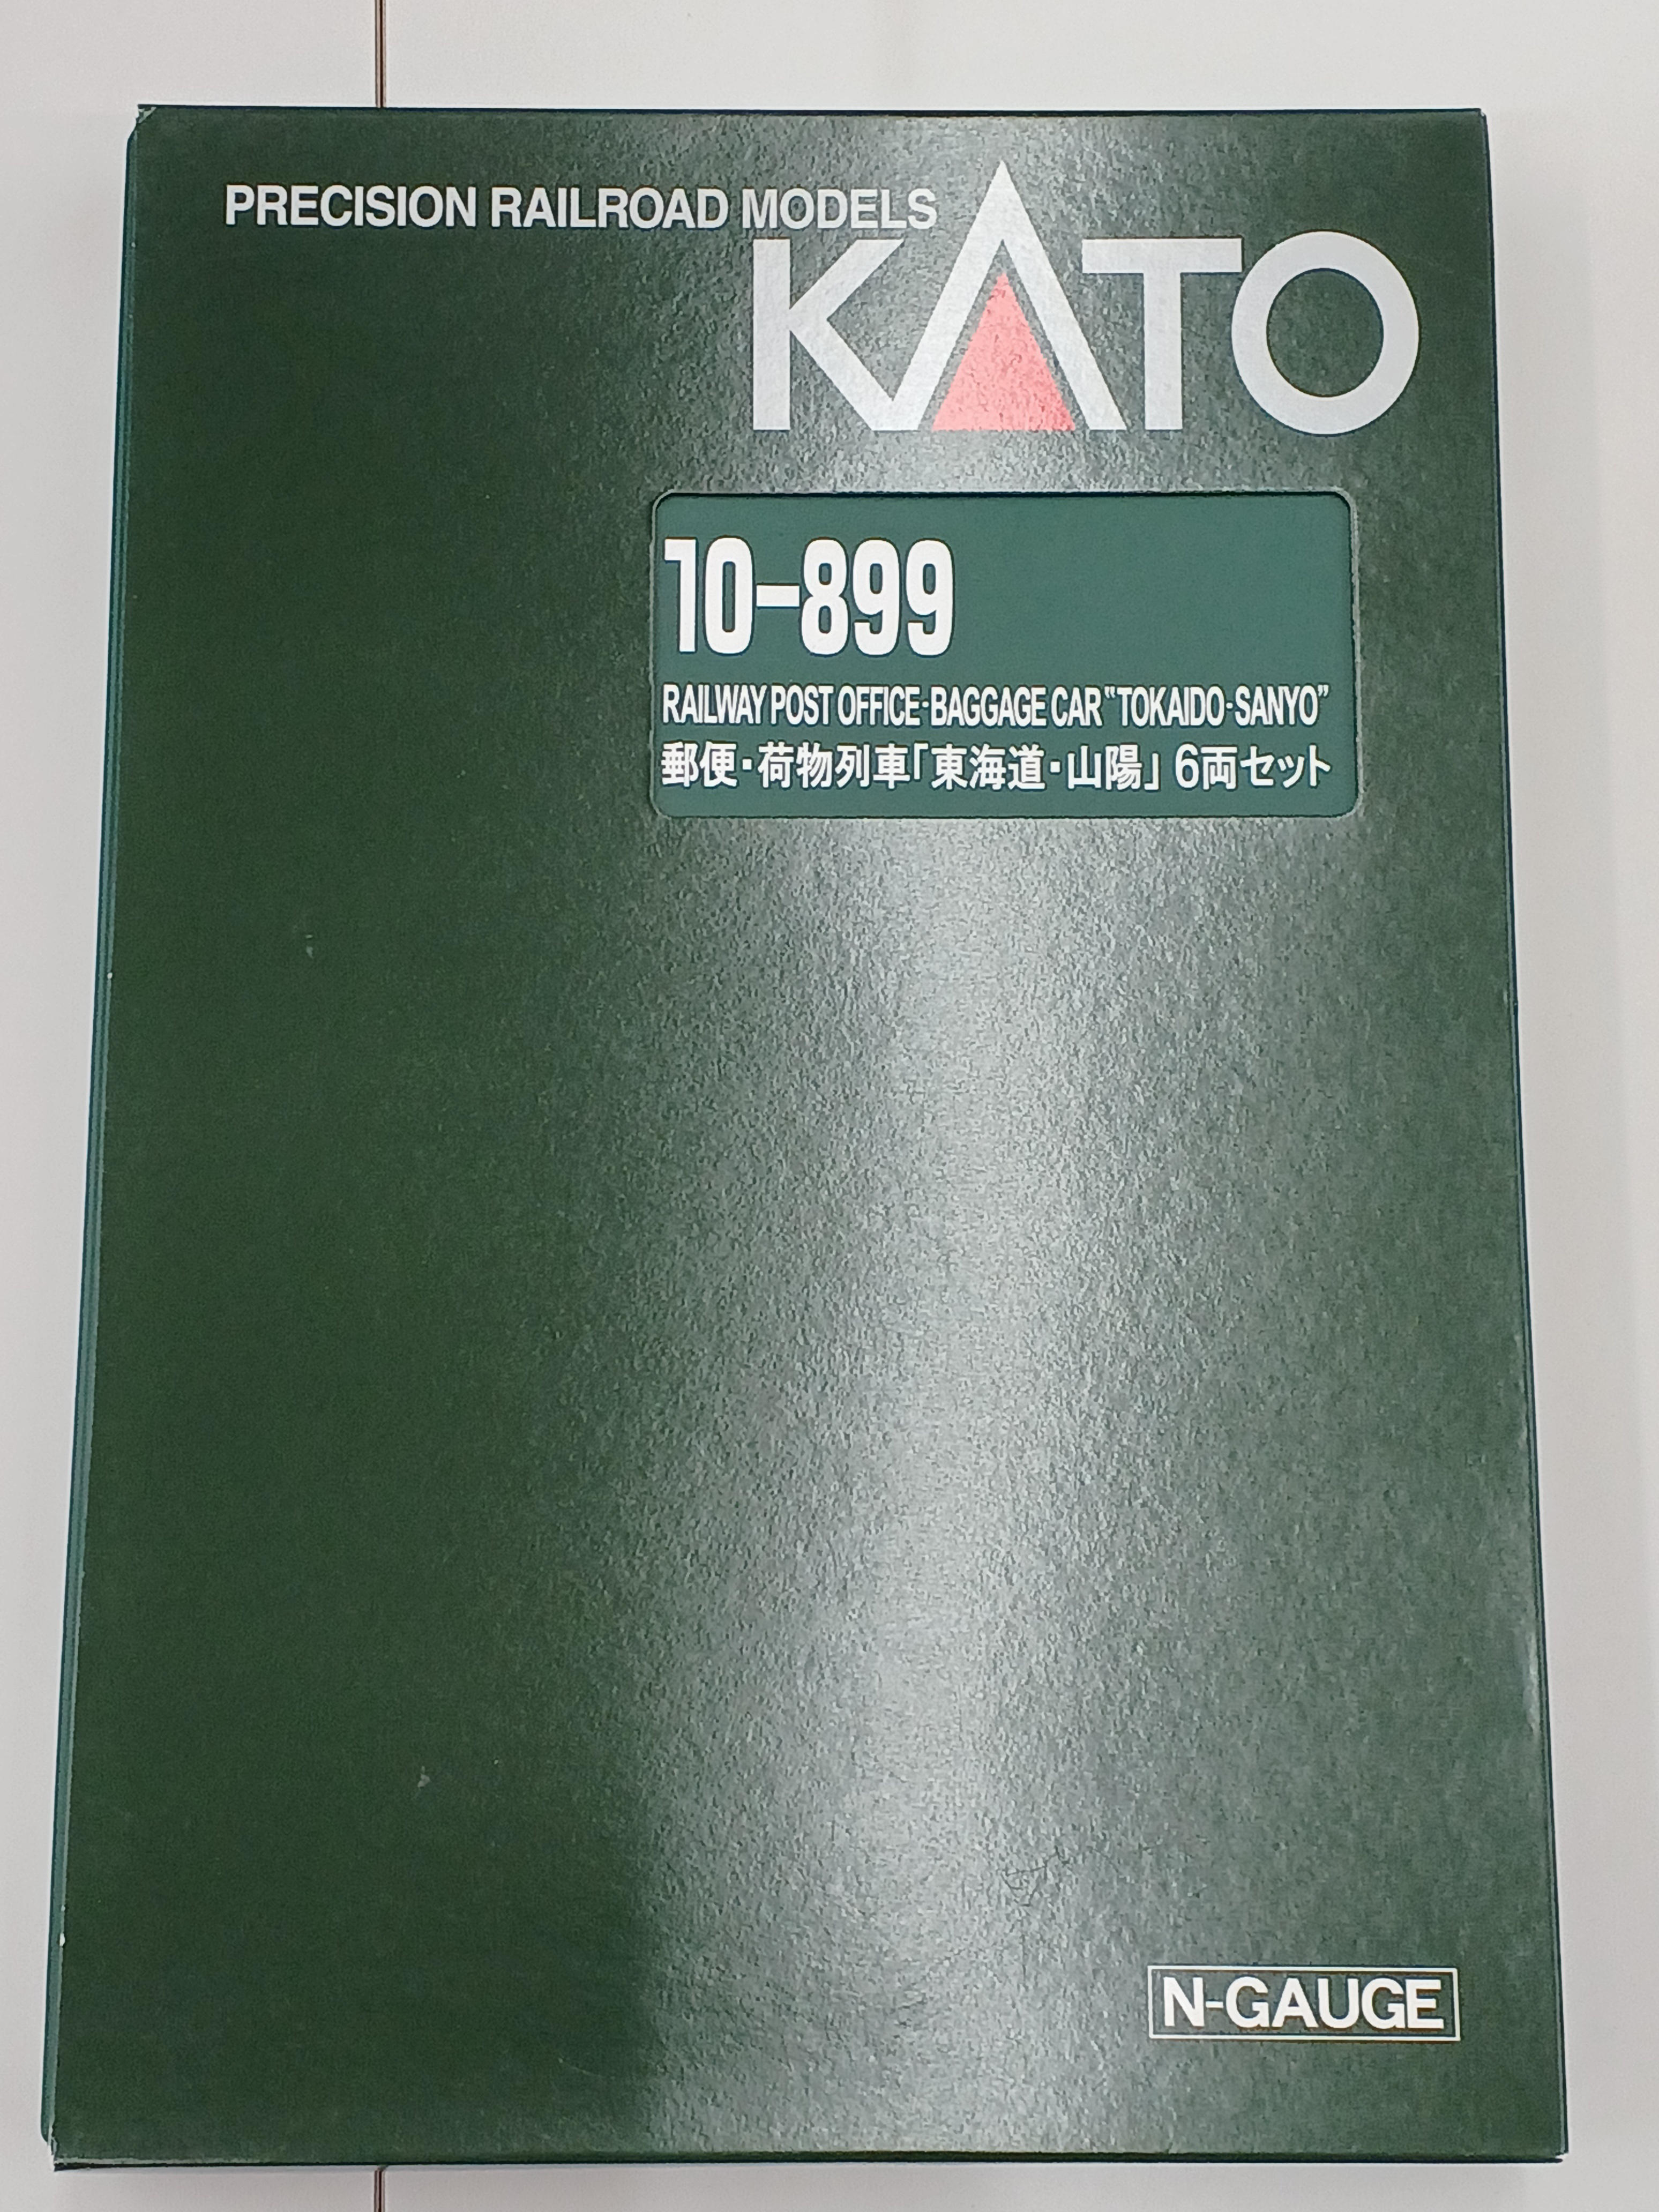 PRECISION RAILROAD MODELS
KATO
10-899
RAILWAY POST OFFICE·BAGGAGE CAR "TOKAIDO·SANYO"
郵便・荷物列車「東海道・山陽」6両セット
N-GAUGE